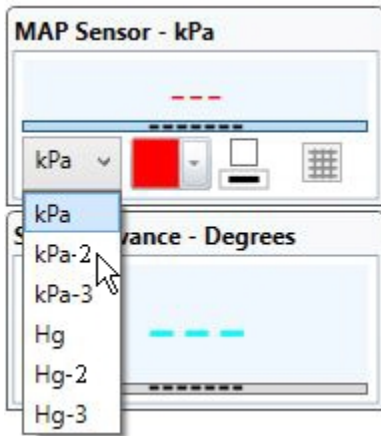 MAP Sensor - kPa
---
kPa
kPa
S vance - Degrees
kPa-2
kPa-3
---
Hg
Hg-2
Hg-3